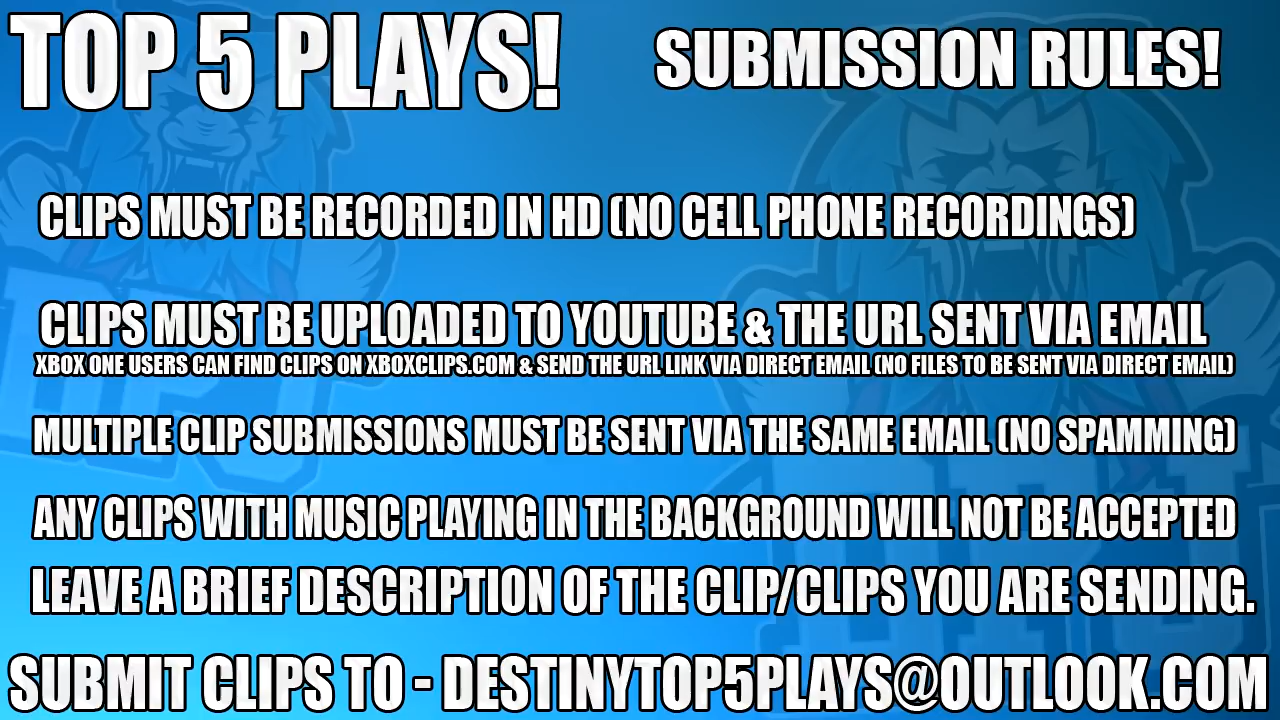 TOP 5 PLAYS!
SUBMISSION RULES!
CLIPS MUST BE RECORDED IN HD (NO CELL PHONE RECORDINGS)
CLIPS MUST BE UPLOADED TO YOUTUBE & THE URL SENT VIA EMAIL
XBOX ONE USERS CAN FIND CLIPS ON XBOXCLIPS.COM & SEND THE URL LINK VIA DIRECT EMAIL (NO FILES TO BE SENT VIA DIRECT EMAIL)
MULTIPLE CLIP SUBMISSIONS MUST BE SENT VIA THE SAME EMAIL (NO SPAMMING)
ANY CLIPS WITH MUSIC PLAYING IN THE BACKGROUND WILL NOT BE ACCEPTED
LEAVE A BRIEF DESCRIPTION OF THE CLIP/CLIPS YOU ARE SENDING.
SUBMIT CLIPS TO - DESTINYTOP5PLAYS@OUTLOOK.COM